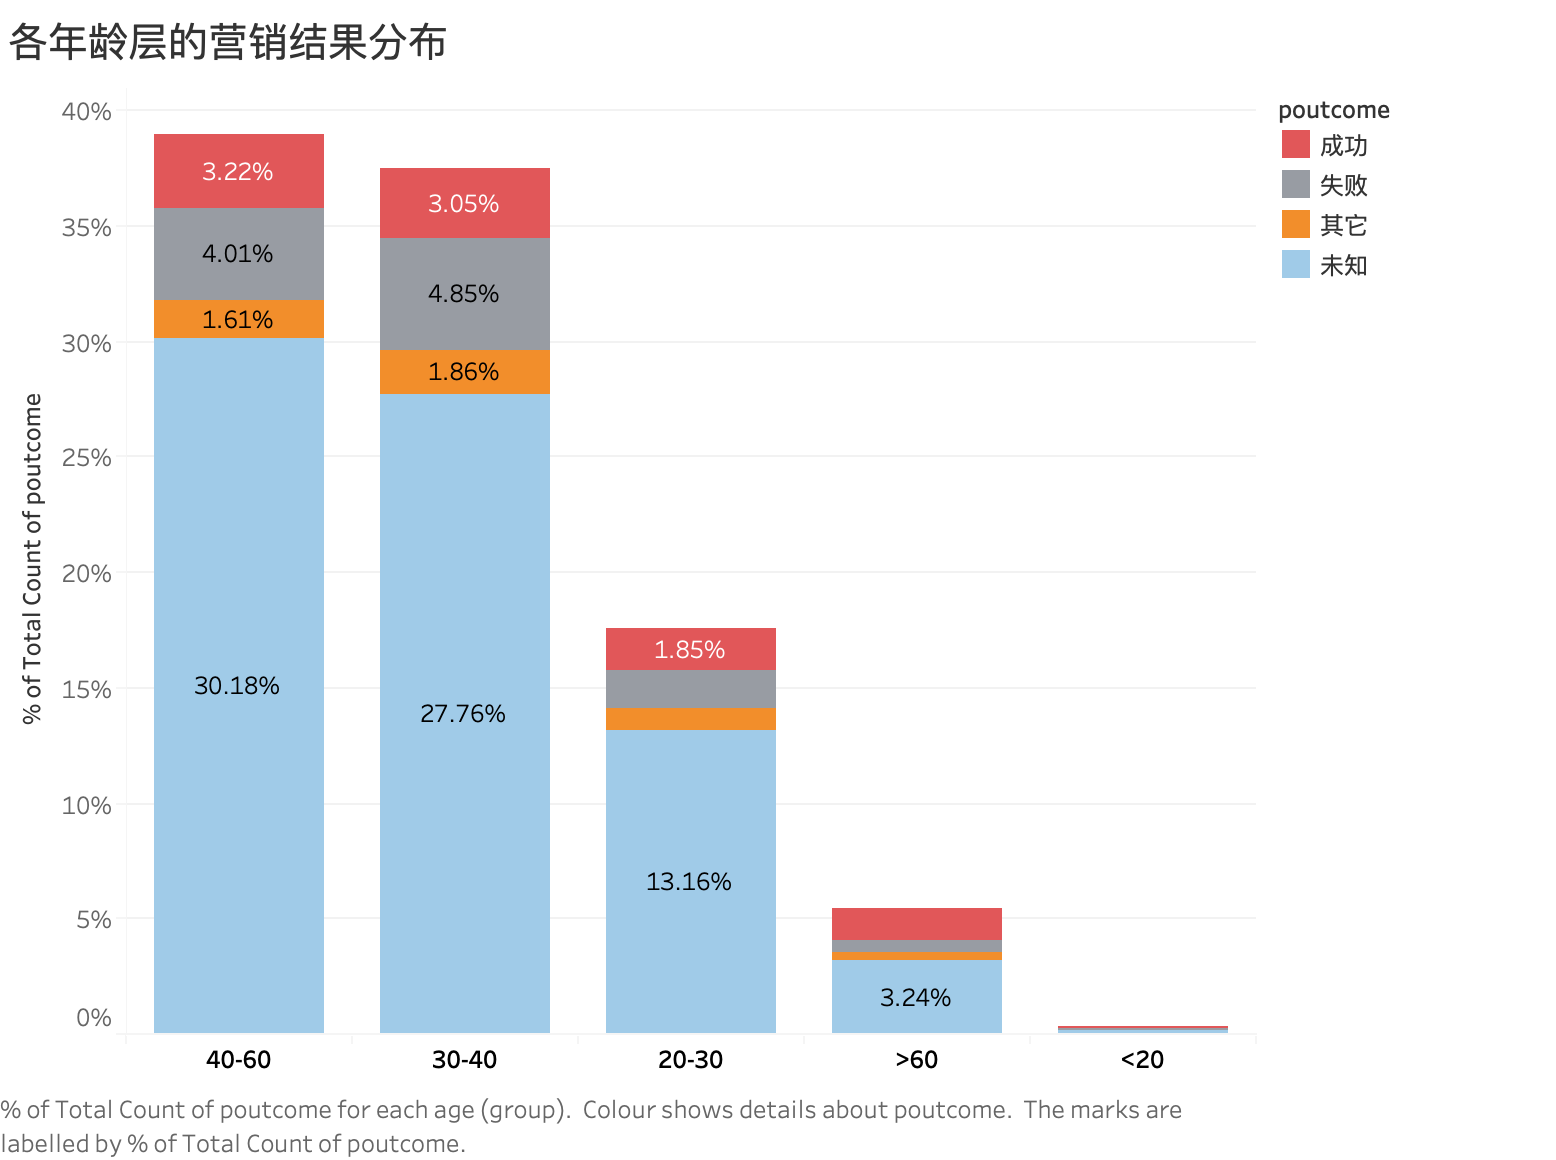 各年龄层的营销结果分布
poutcome
成功
失败
其它
未知
% of Total Count of poutcome
40%
35%
30%
25%
20%
15%
10%
5%
0%
3.22%
4.01%
1.61%
30.18%
3.05%
4.85%
1.86%
27.76%
1.85%
13.16%
3.24%
40-60
30-40
20-30
>60
<20
% of Total Count of poutcome for each age (group). Colour shows details about poutcome. The marks are
labelled by % of Total Count of poutcome.